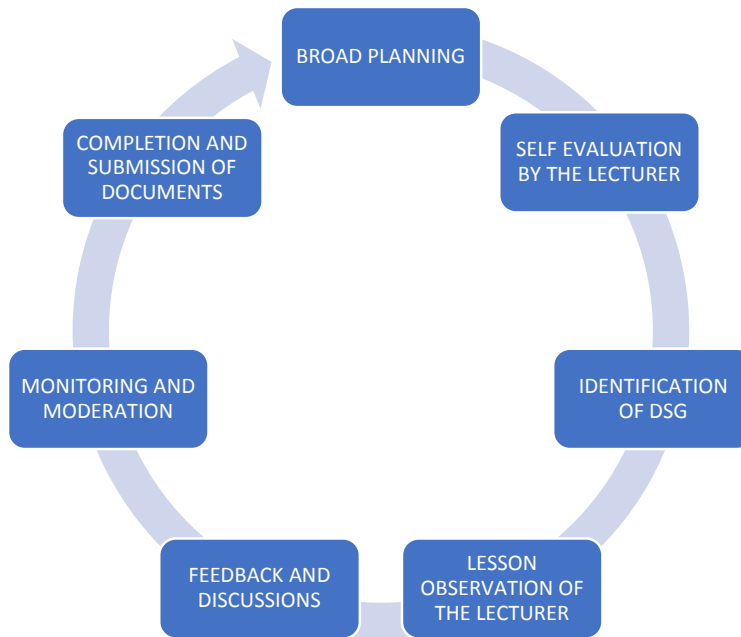 BROAD PLANNING
SELF EVALUATION
BY THE LECTURER
IDENTIFICATION
OF DSG
LESSON
OBSERVATION OF
THE LECTURER
FEEDBACK AND
DISCUSSIONS
MONITORING AND
MODERATION
COMPLETION AND
SUBMISSION OF
DOCUMENTS